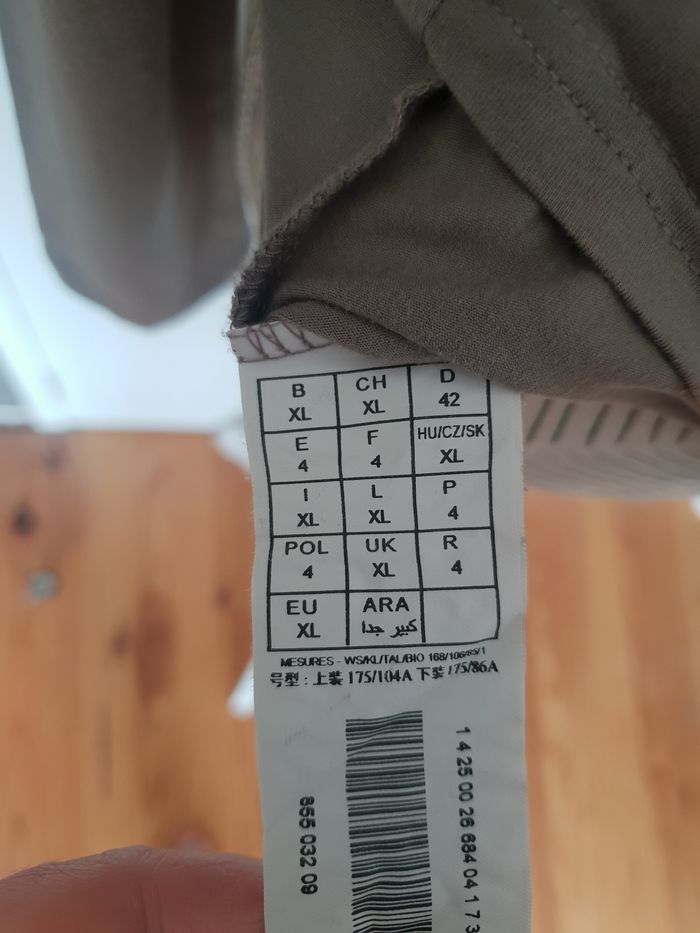 B CH D
XL XL 42
E F HU/CZ/SK
4 4 XL
I L P
XL XL 4
POL UK R
4 XL 4
EU ARA
XL كبير جدا
MESURES - WS/KL/TAL/BIO 168/106/85/1
号型 : 上装 175/104A 下装 175/86A
855 032 09
1 4 25 00 26 684 04 1 7 3